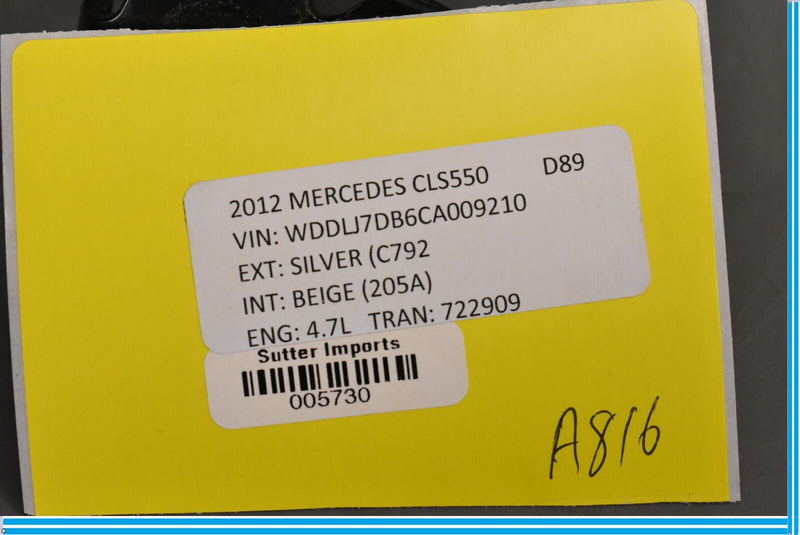 2012 MERCEDES CLS550 D89
VIN: WDDLJ7DB6CA009210
EXT: SILVER (C792
INT: BEIGE (205A)
ENG: 4.7L TRAN: 722909
Sutter Imports
005730
A816